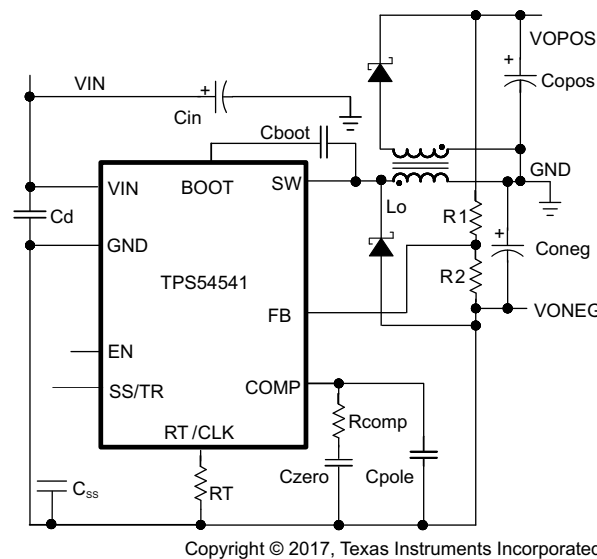 VOPOS
VIN
+
+
Cin
Copos
Cboot
GND
VIN
BOOT
SW
Cd
Lo
R1
GND
+
Coneg
TPS54541
R2
FB
VONEG
EN
SS/TR
COMP
Rcomp
RT/CLK
Czero
Cpole
Css
RT
Copyright © 2017, Texas Instruments Incorporated